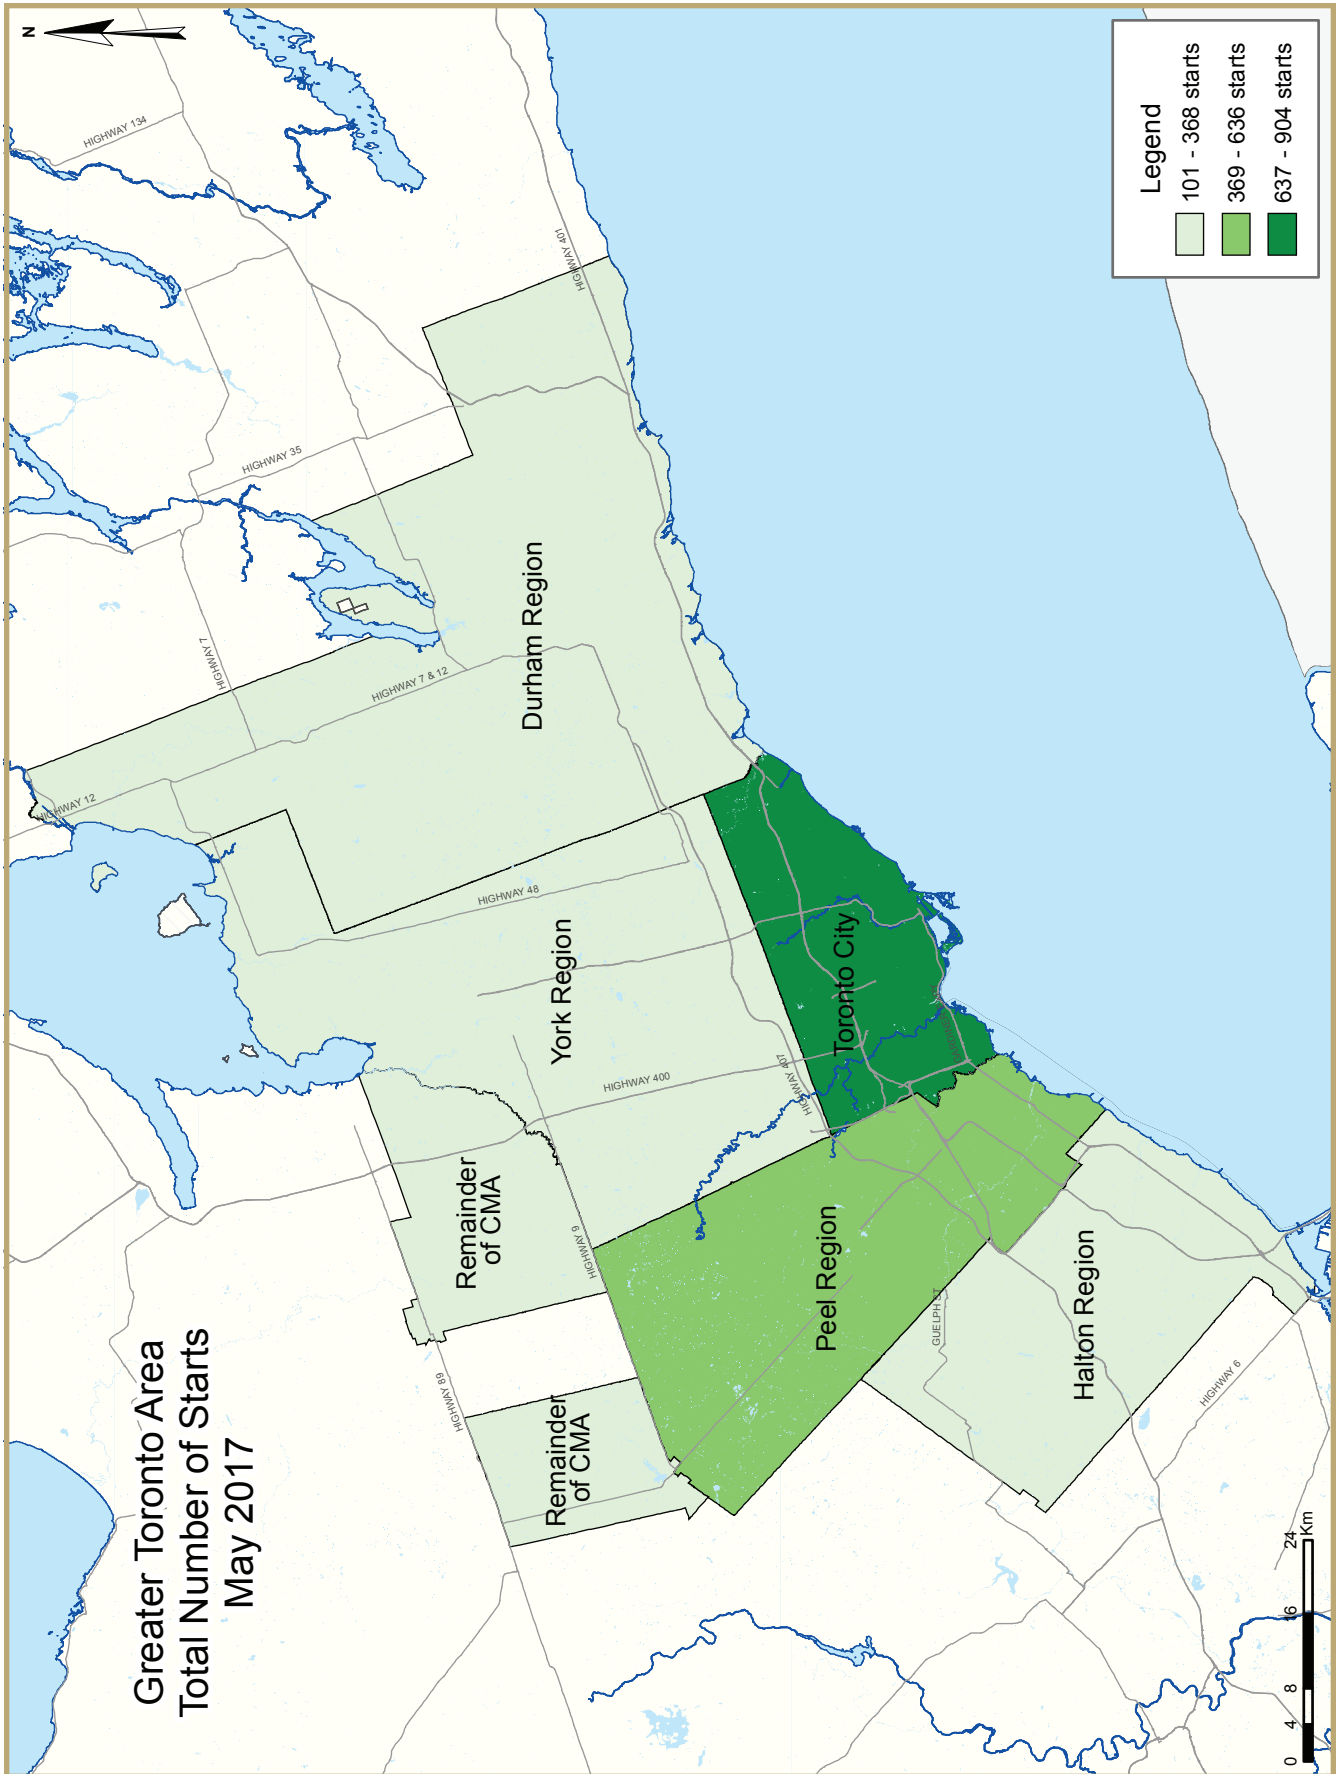 Greater Toronto Area
Total Number of Starts
May 2017
N
HIGHWAY 134
HIGHWAY 401
HIGHWAY 35
HIGHWAY 7
HIGHWAY 7 & 12
HIGHWAY 12
Durham Region
HIGHWAY 48
York Region
HIGHWAY 400
HIGHWAY 407
Toronto City
Remainder
of CMA
HIGHWAY 9
HIGHWAY 89
Remainder
of CMA
Peel Region
GUELPH ST
Halton Region
HIGHWAY 6
Legend
101 - 368 starts
369 - 636 starts
637 - 904 starts
0 4 8 16 24
Km